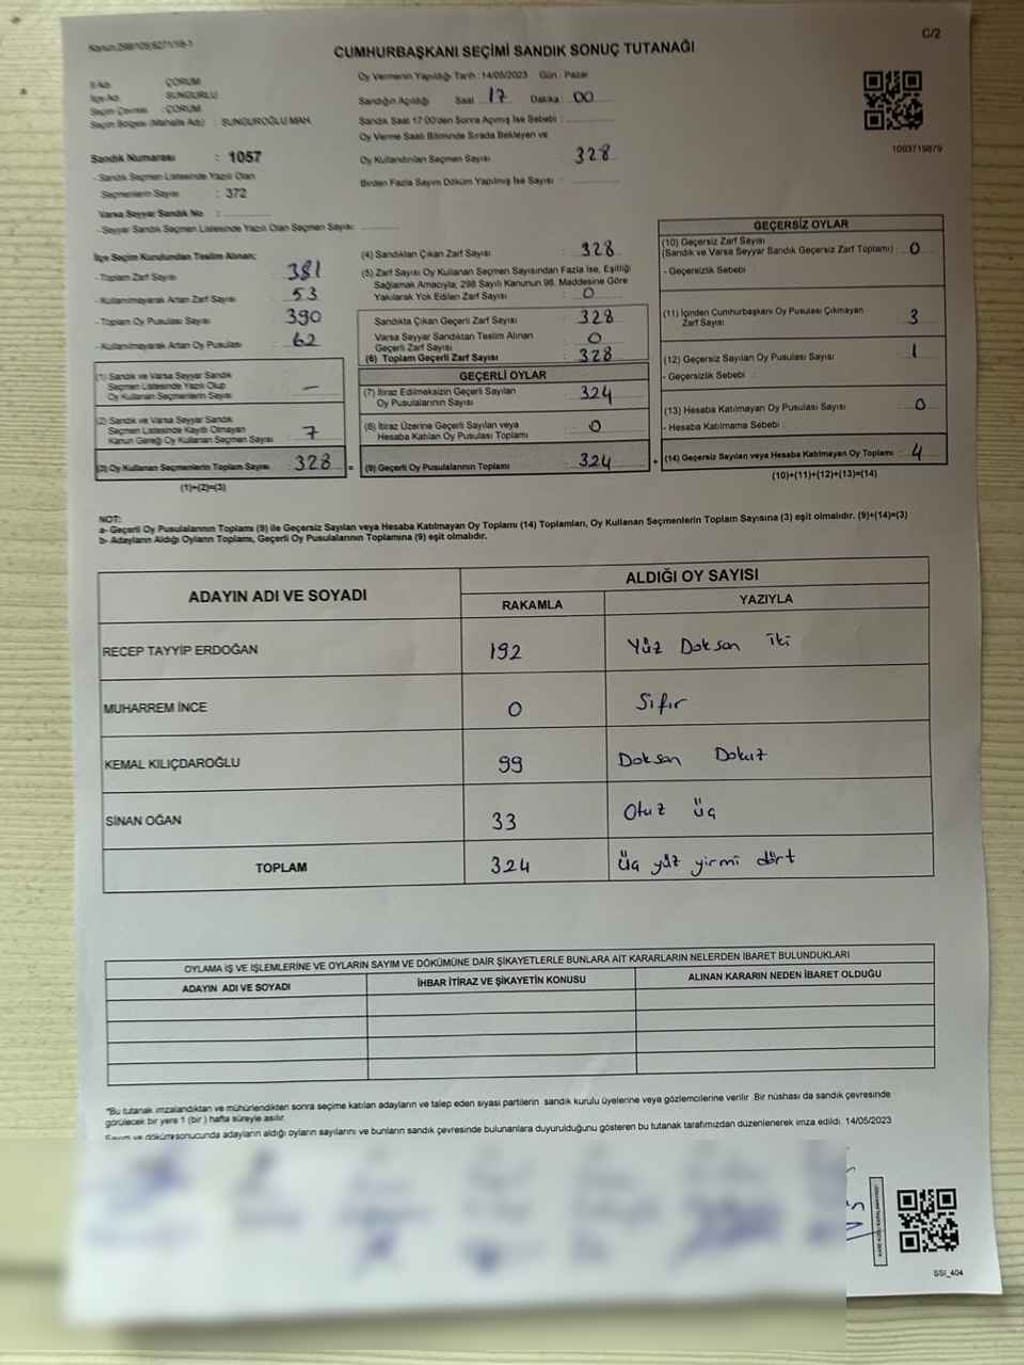 C/2
CUMHURBAŞKANI SEÇİMİ SANDIK SONUÇ TUTANAĞI
İl Adı : ÇORUM
İlçe Adı : SUNGURLU
Seçim Çevresi : ÇORUM
Seçim Bölgesi (Mahalle Adı) : SUNGUROĞLU MAH.
Sandık Numarası : 1057
- Sandık Seçmen Listesinde Yazılı Olan
Seçmenlerin Sayısı : 372
Varsa Seyyar Sandık No :
- Seyyar Sandık Seçmen Listesinde Yazılı Olan Seçmen Sayısı:
Oy Vermenin Yapıldığı Tarih : 14/05/2023 Gün : Pazar
Sandığın Açıldığı Saat 17 Dakika : 00
Sandık Saat 17:00'den Sonra Açılmış İse Sebebi :
Oy Verme Saati Bitiminde Sırada Bekleyen ve
Oy Kullandırılan Seçmen Sayısı 328
Birden Fazla Sayım Döküm Yapılmış İse Sayısı :
1093719879
İlçe Seçim Kurulundan Teslim Alınan;
- Toplam Zarf Sayısı 381
- Kullanılmayarak Artan Zarf Sayısı 53
- Toplam Oy Pusulası Sayısı 390
- Kullanılmayarak Artan Oy Pusulası 62
(1) Sandık ve Varsa Seyyar Sandık
Seçmen Listesinde Yazılı Olup
Oy Kullanan Seçmenlerin Sayısı —
(2) Sandık ve Varsa Seyyar Sandık
Seçmen Listesinde Kayıtlı Olmayan
Kanun Gereği Oy Kullanan Seçmen Sayısı 7
(3) Oy Kullanan Seçmenlerin Toplam Sayısı 328 =
(1)+(2)=(3)
(4) Sandıktan Çıkan Zarf Sayısı : 328
(5) Zarf Sayısı Oy Kullanan Seçmen Sayısından Fazla İse, Eşitliği
Sağlamak Amacıyla; 298 Sayılı Kanunun 98. Maddesine Göre
Yakılarak Yok Edilen Zarf Sayısı : 0
Sandıkta Çıkan Geçerli Zarf Sayısı : 328
Varsa Seyyar Sandıktan Teslim Alınan
Geçerli Zarf Sayısı 0
(6) Toplam Geçerli Zarf Sayısı : 328
GEÇERLİ OYLAR
(7) İtiraz Edilmeksizin Geçerli Sayılan
Oy Pusulalarının Sayısı 324
(8) İtiraz Üzerine Geçerli Sayılan veya
Hesaba Katılan Oy Pusulası Toplamı 0
(9) Geçerli Oy Pusulalarının Toplamı 324 +
GEÇERSİZ OYLAR
(10) Geçersiz Zarf Sayısı
(Sandık ve Varsa Seyyar Sandık Geçersiz Zarf Toplamı) : 0
- Geçersizlik Sebebi
(11) İçinden Cumhurbaşkanı Oy Pusulası Çıkmayan
Zarf Sayısı 3
(12) Geçersiz Sayılan Oy Pusulası Sayısı 1
- Geçersizlik Sebebi
(13) Hesaba Katılmayan Oy Pusulası Sayısı 0
- Hesaba Katılmama Sebebi :
(14) Geçersiz Sayılan veya Hesaba Katılmayan Oy Toplamı : 4
(10)+(11)+(12)+(13)=(14)
NOT:
a- Geçerli Oy Pusulalarının Toplamı (9) ile Geçersiz Sayılan veya Hesaba Katılmayan Oy Toplamı (14) Toplamları, Oy Kullanan Seçmenlerin Toplam Sayısına (3) eşit olmalıdır. (9)+(14)=(3)
b- Adayların Aldığı Oyların Toplamı, Geçerli Oy Pusulalarının Toplamına (9) eşit olmalıdır.
ADAYIN ADI VE SOYADI
ALDIĞI OY SAYISI
RAKAMLA YAZIYLA
RECEP TAYYİP ERDOĞAN 192 Yüz Doksan iki
MUHARREM İNCE 0 Sıfır
KEMAL KILIÇDAROĞLU 99 Doksan Dokuz
SİNAN OĞAN 33 Otuz üç
TOPLAM 324 üç yüz yirmi dört
OYLAMA İŞ VE İŞLEMLERİNE VE OYLARIN SAYIM VE DÖKÜMÜNE DAİR ŞİKAYETLERLE BUNLARA AİT KARARLARIN NELERDEN İBARET BULUNDUKLARI
ADAYIN ADI VE SOYADI İHBAR İTİRAZ VE ŞİKAYETİN KONUSU ALINAN KARARIN NEDEN İBARET OLDUĞU
*Bu tutanak imzalandıktan ve mühürlendikten sonra seçime katılan adayların ve talep eden siyasi partilerin sandık kurulu üyelerine veya gözlemcilerine verilir. Bir nüshası da sandık çevresinde
görülecek bir yere 1 (bir) hafta süreyle asılır.
Sayım ve döküm sonucunda adayların aldığı oyların sayılarını ve bunların sandık çevresinde bulunanlara duyurulduğunu gösteren bu tutanak tarafımızdan düzenlenerek imza edildi. 14/05/2023
SSI_404